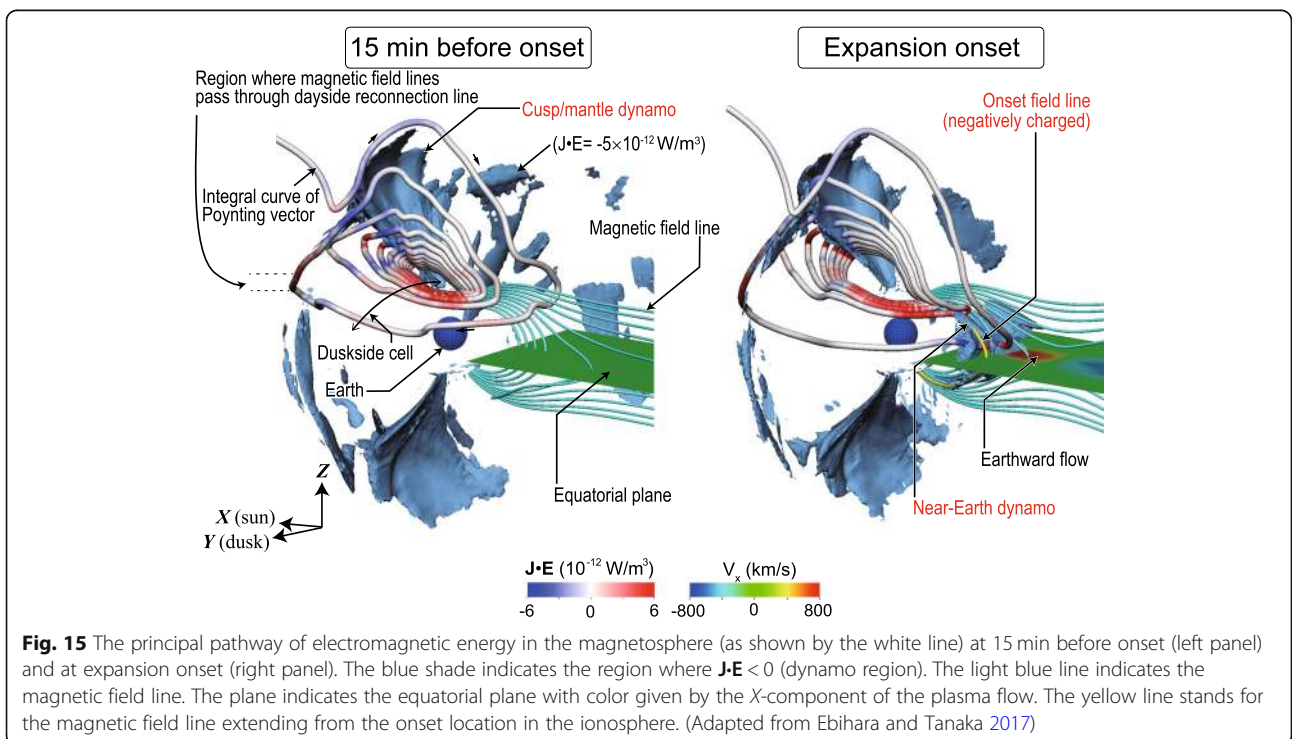 15 min before onset
Expansion onset
Region where magnetic field lines
pass through dayside reconnection line
Cusp/mantle dynamo
(J•E= -5×10⁻¹² W/m³)
Integral curve of
Poynting vector
Magnetic field line
Duskside cell
Earth
Equatorial plane
Z
X (sun)
Y (dusk)
Onset field line
(negatively charged)
Earthward flow
Near-Earth dynamo
J•E (10⁻¹² W/m³)
-6 0 6
Vₓ (km/s)
-800 0 800
Fig. 15 The principal pathway of electromagnetic energy in the magnetosphere (as shown by the white line) at 15 min before onset (left panel)
and at expansion onset (right panel). The blue shade indicates the region where J•E < 0 (dynamo region). The light blue line indicates the
magnetic field line. The plane indicates the equatorial plane with color given by the X-component of the plasma flow. The yellow line stands for
the magnetic field line extending from the onset location in the ionosphere. (Adapted from Ebihara and Tanaka 2017)